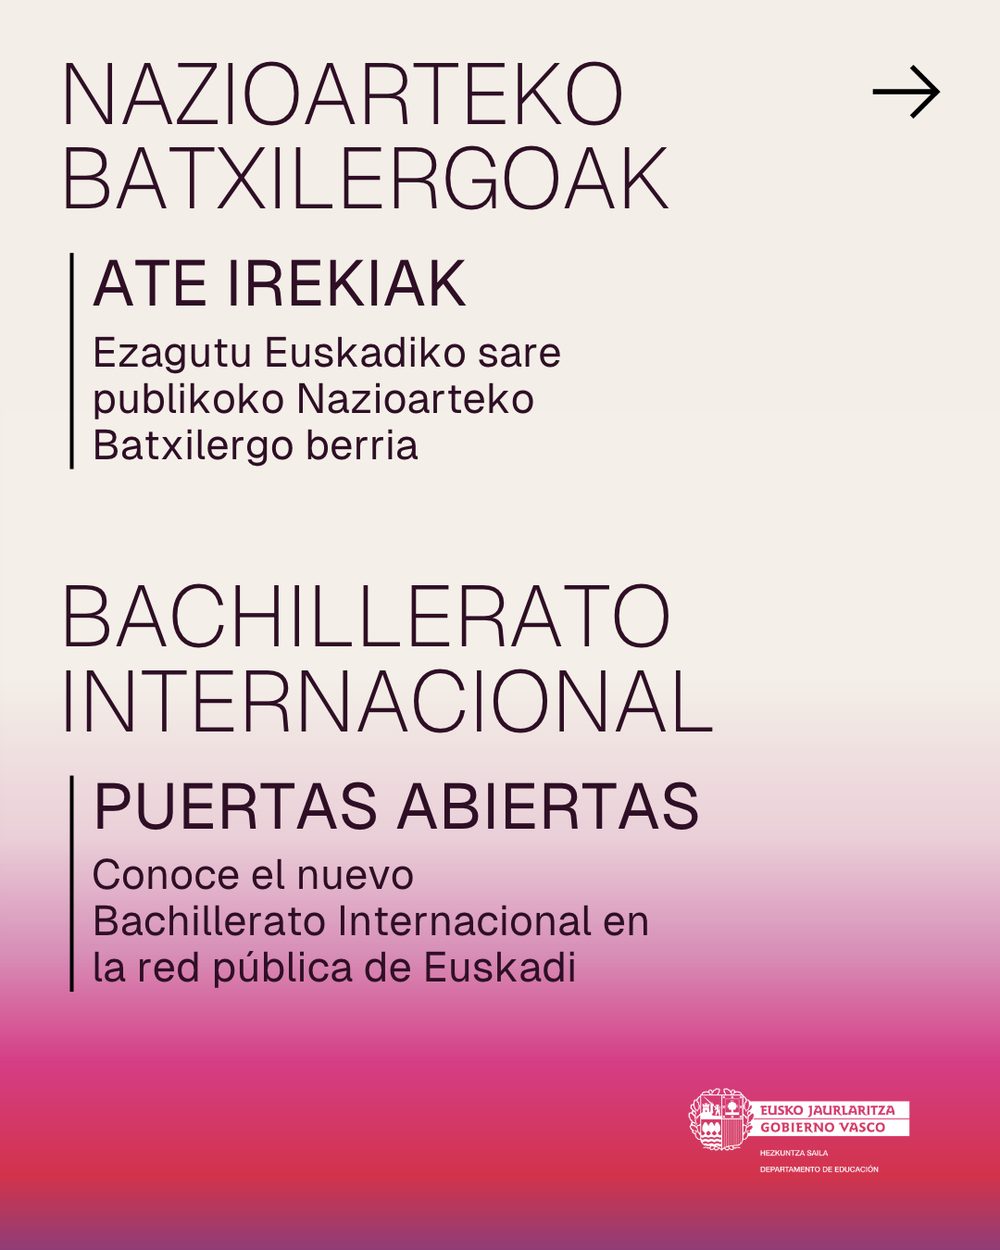 NAZIOARTEKO
BATXILERGOAK
ATE IREKIAK
Ezagutu Euskadiko sare
publikoko Nazioarteko
Batxilergo berria
BACHILLERATO
INTERNACIONAL
PUERTAS ABIERTAS
Conoce el nuevo
Bachillerato Internacional en
la red pública de Euskadi
EUSKO JAURLARITZA
GOBIERNO VASCO
HEZKUNTZA SAILA
DEPARTAMENTO DE EDUCACIÓN